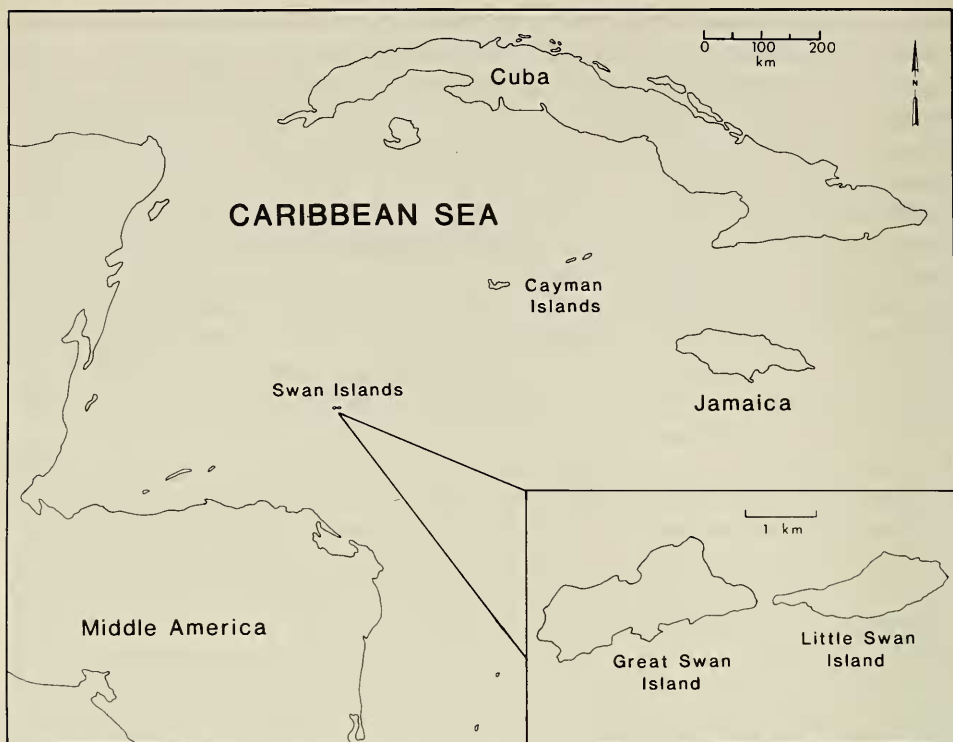 0 100 200
km
N
Cuba
CARIBBEAN SEA
Cayman
Islands
Swan Islands
Jamaica
1 km
Middle America
Great Swan
Island
Little Swan
Island